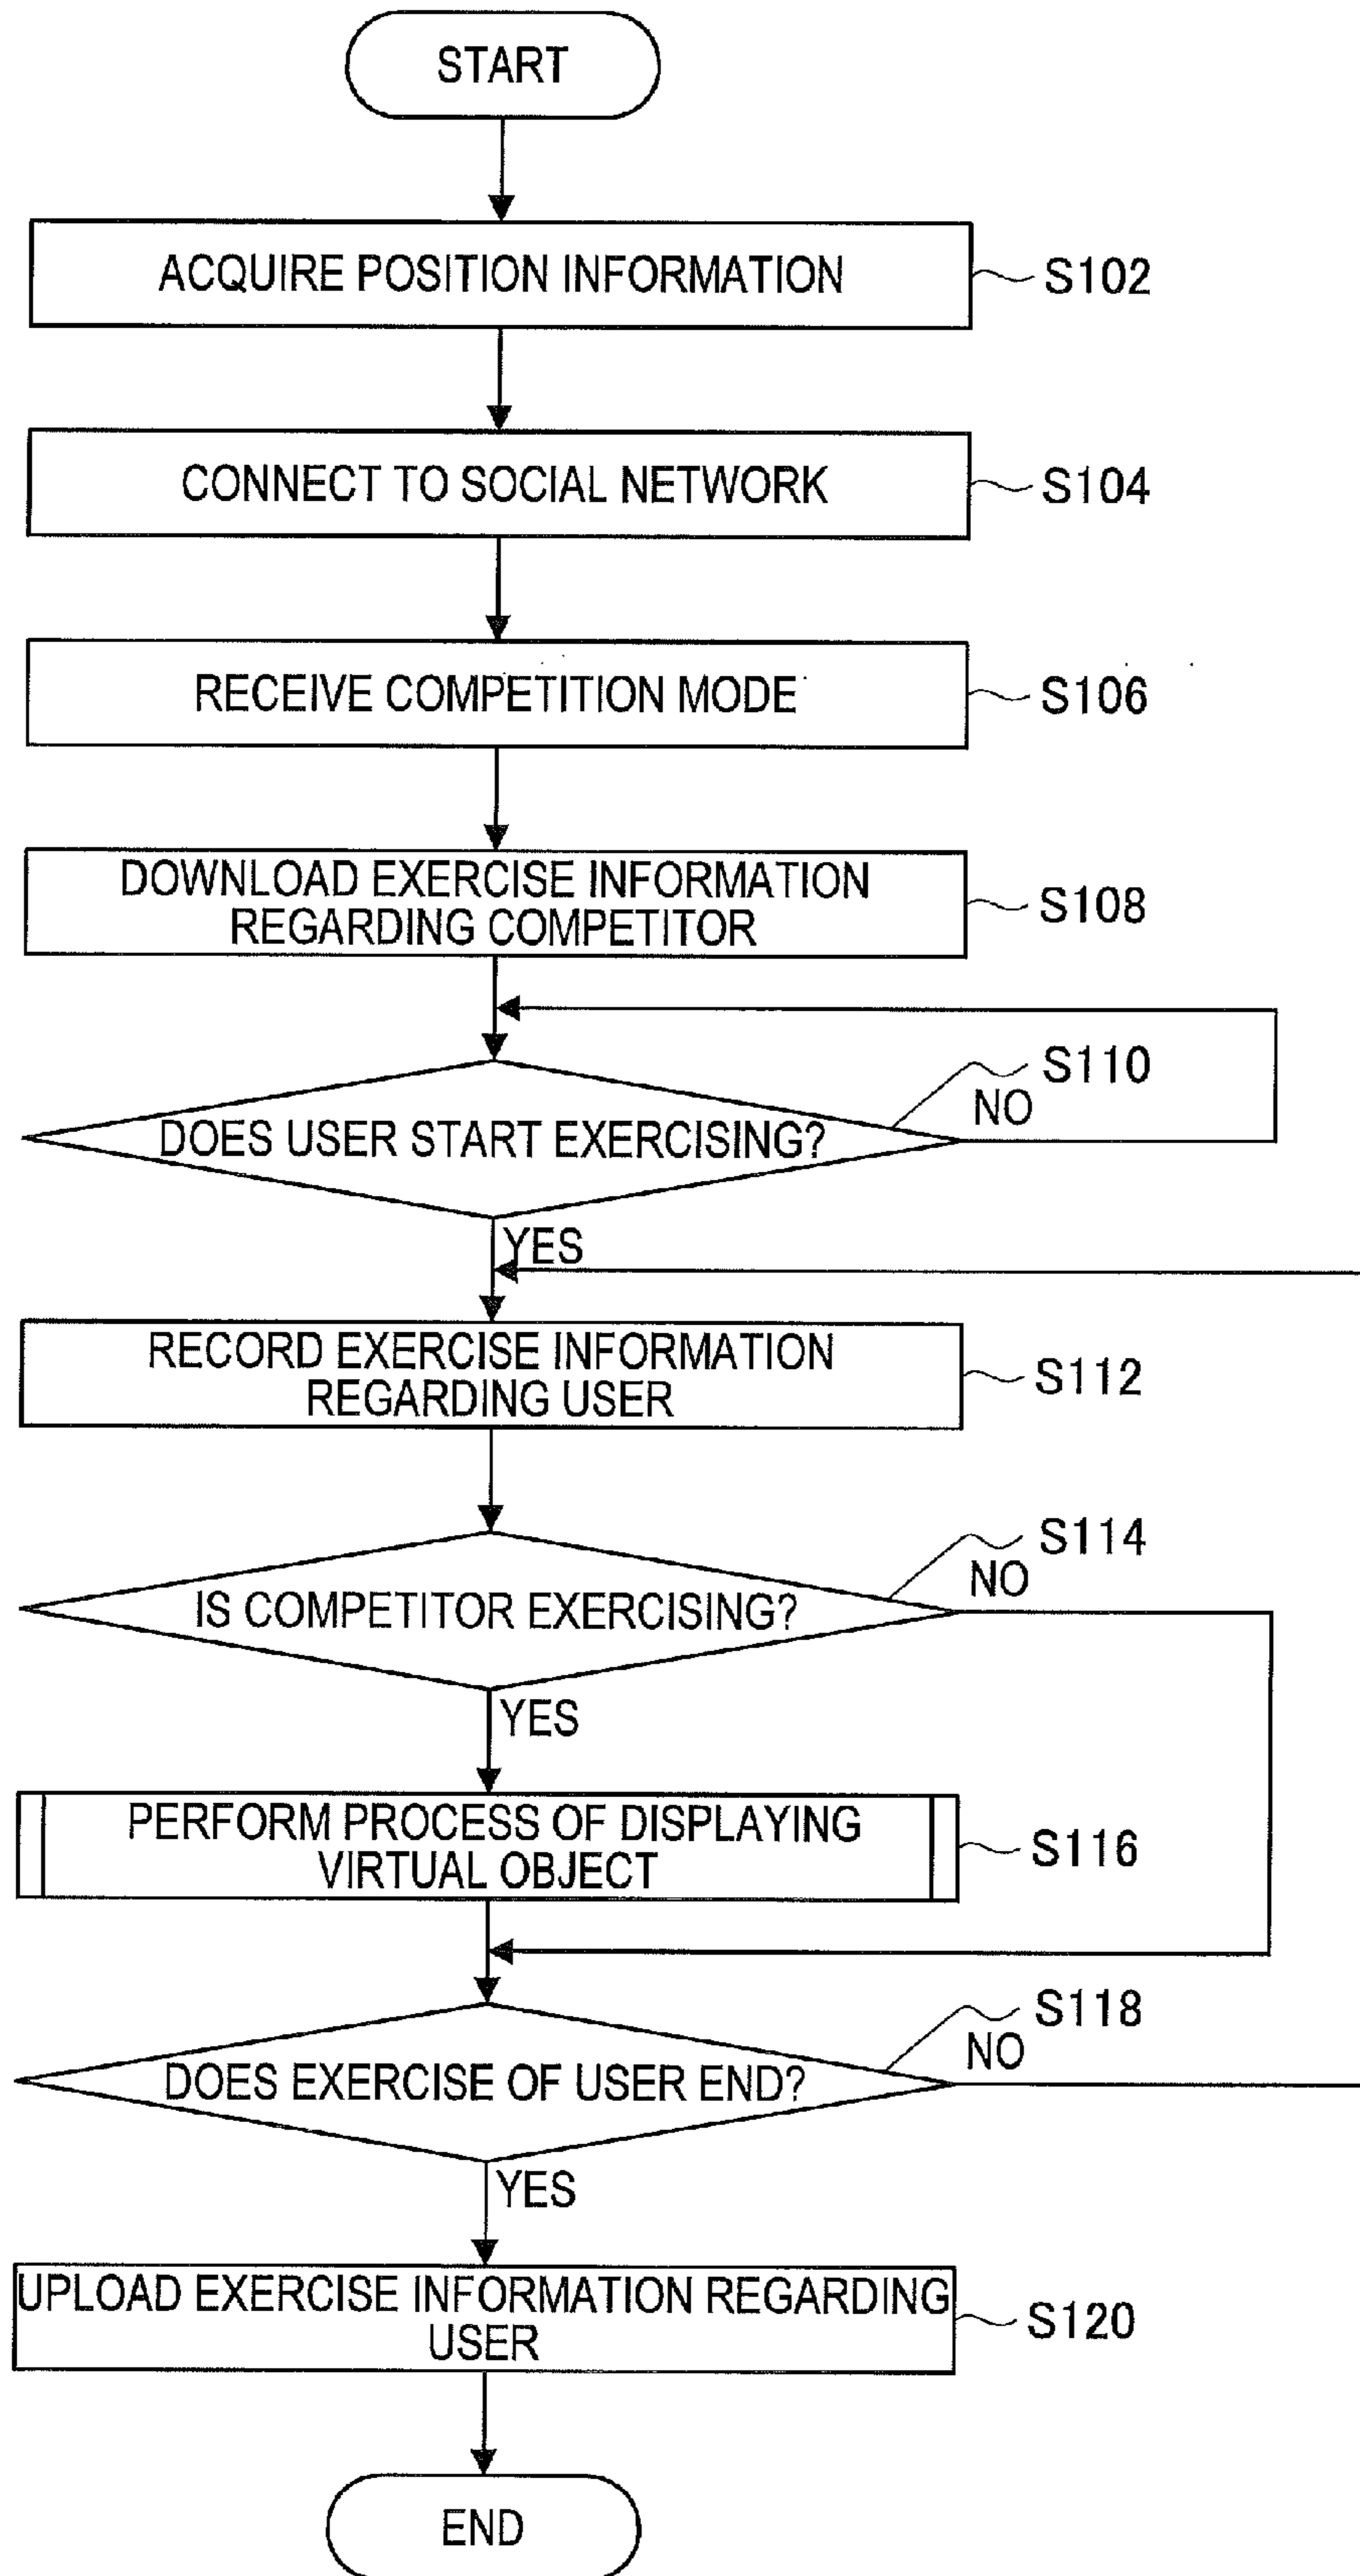 START
ACQUIRE POSITION INFORMATION
S102
CONNECT TO SOCIAL NETWORK
S104
RECEIVE COMPETITION MODE
S106
DOWNLOAD EXERCISE INFORMATION
REGARDING COMPETITOR
S108
S110
NO
DOES USER START EXERCISING?
YES
RECORD EXERCISE INFORMATION
REGARDING USER
S112
S114
NO
IS COMPETITOR EXERCISING?
YES
PERFORM PROCESS OF DISPLAYING
VIRTUAL OBJECT
S116
S118
NO
DOES EXERCISE OF USER END?
YES
UPLOAD EXERCISE INFORMATION REGARDING
USER
S120
END